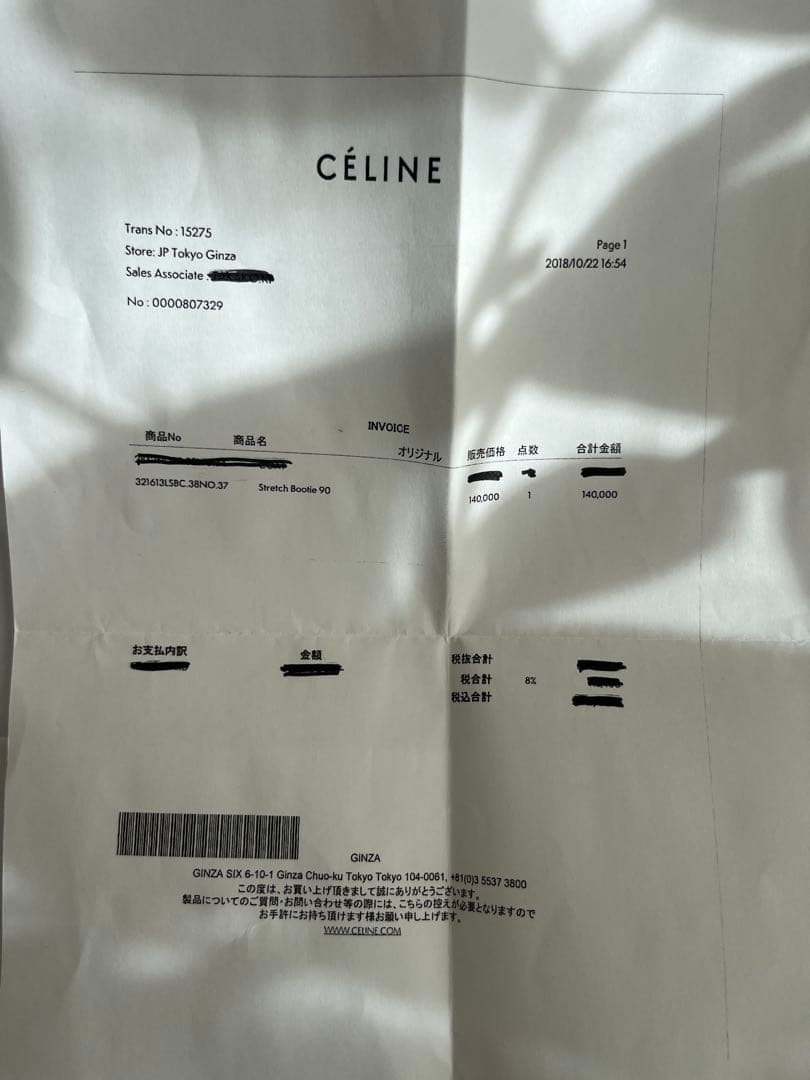 CÉLINE
Trans No : 15275
Store: JP Tokyo Ginza
Sales Associate :
No : 0000807329
Page 1
2018/10/22 16:54
INVOICE
商品No 商品名 オリジナル 販売価格 点数 合計金額
321613LSBC.38NO.37 Stretch Bootie 90 140,000 1 140,000
お支払内訳 金額
税抜合計
税合計 8%
税込合計
GINZA
GINZA SIX 6-10-1 Ginza Chuo-ku Tokyo Tokyo 104-0061, +81(0)3 5537 3800
この度は、お買い上げ頂きまして誠にありがとうございます。
製品についてのご質問・お問い合わせ等の際には、こちらの控えが必要となりますので
お手許にお持ち頂けます様お願い申し上げます。
WWW.CELINE.COM